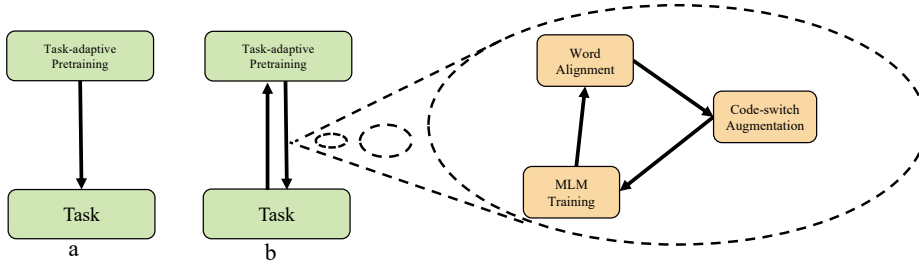 Task-adaptive
Pretraining
Task
a
Task-adaptive
Pretraining
Task
b
Word
Alignment
Code-switch
Augmentation
MLM
Training